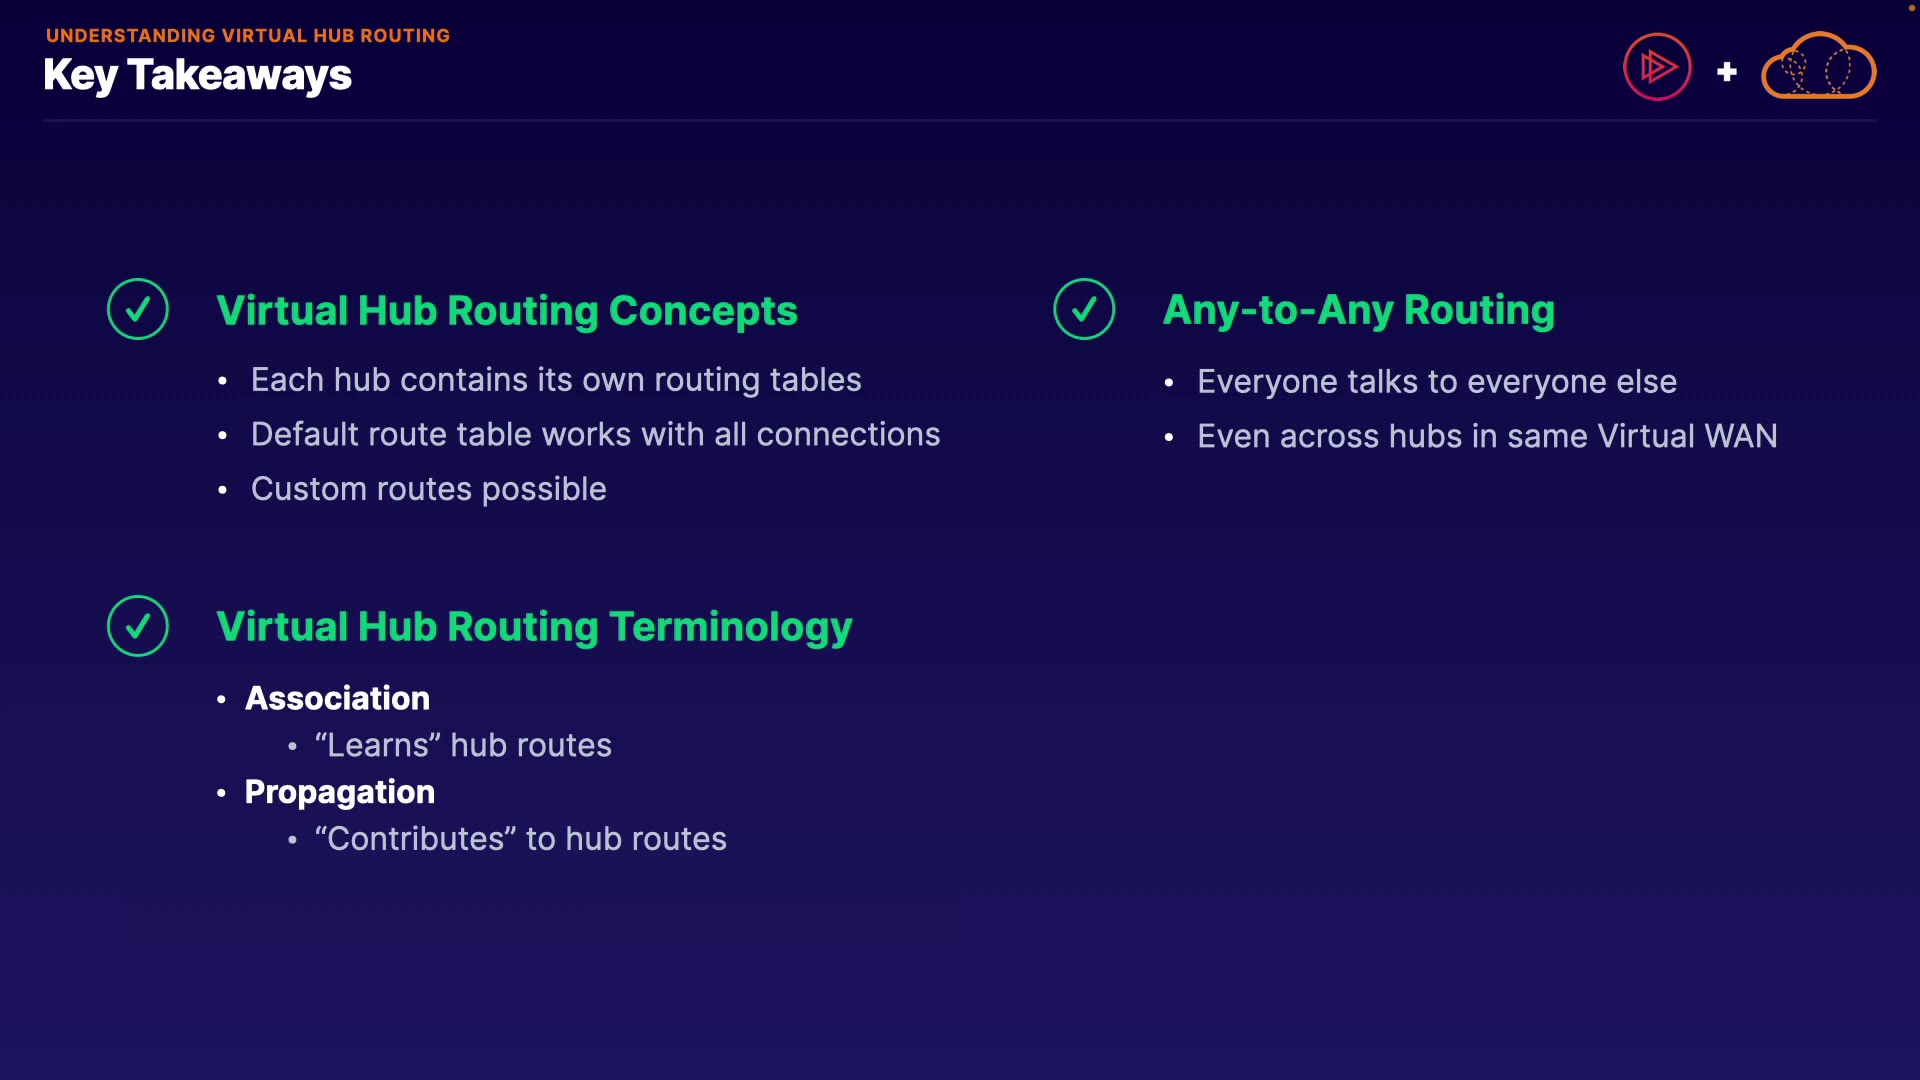 UNDERSTANDING VIRTUAL HUB ROUTING
Key Takeaways
Virtual Hub Routing Concepts
• Each hub contains its own routing tables
• Default route table works with all connections
• Custom routes possible
Virtual Hub Routing Terminology
• Association
• “Learns” hub routes
• Propagation
• “Contributes” to hub routes
Any-to-Any Routing
• Everyone talks to everyone else
• Even across hubs in same Virtual WAN